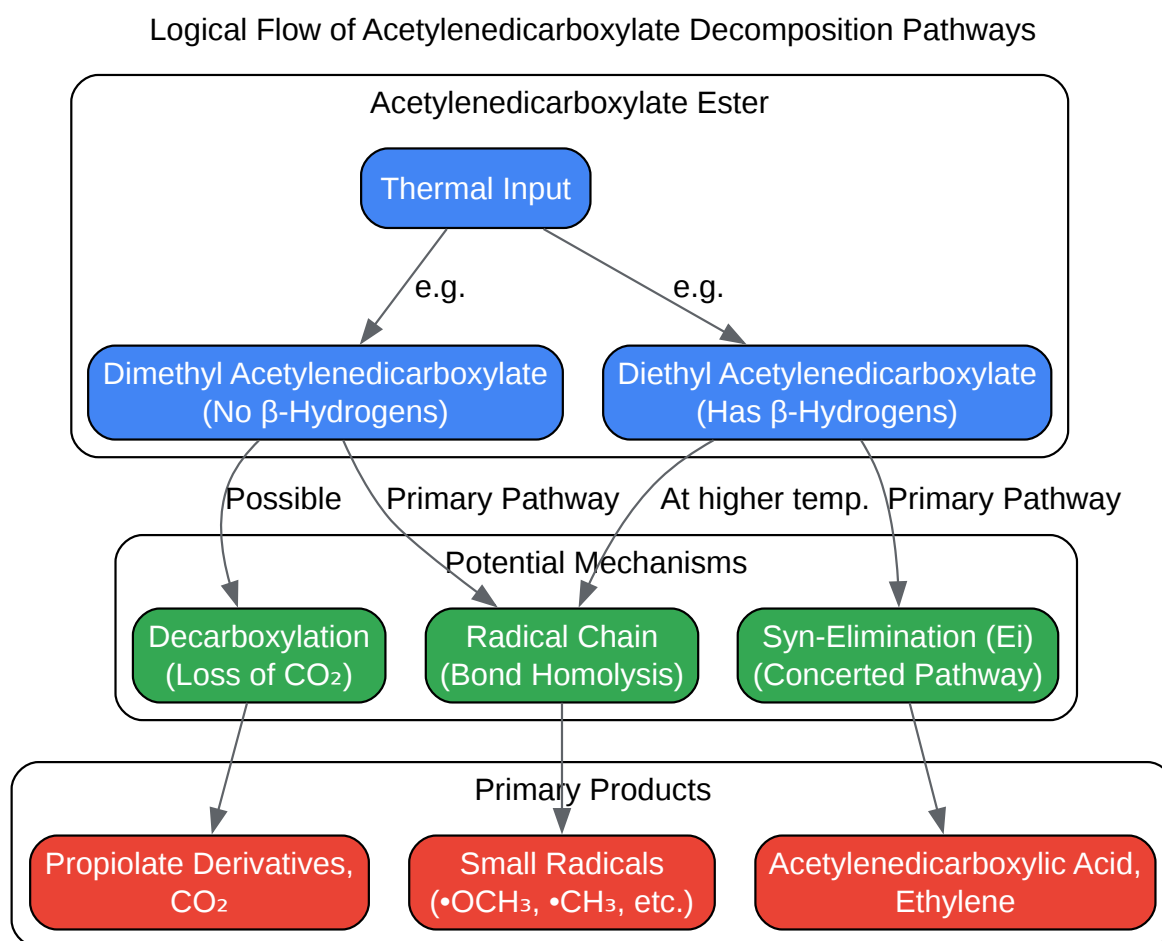 Logical Flow of Acetylenedicarboxylate Decomposition Pathways
Acetylenedicarboxylate Ester
Thermal Input
e.g.
e.g.
Dimethyl Acetylenedicarboxylate
(No β-Hydrogens)
Diethyl Acetylenedicarboxylate
(Has β-Hydrogens)
Possible
Primary Pathway
At higher temp.
Primary Pathway
Potential Mechanisms
Decarboxylation
(Loss of CO₂)
Radical Chain
(Bond Homolysis)
Syn-Elimination (Ei)
(Concerted Pathway)
Primary Products
Propiolate Derivatives,
CO₂
Small Radicals
(•OCH₃, •CH₃, etc.)
Acetylenedicarboxylic Acid,
Ethylene